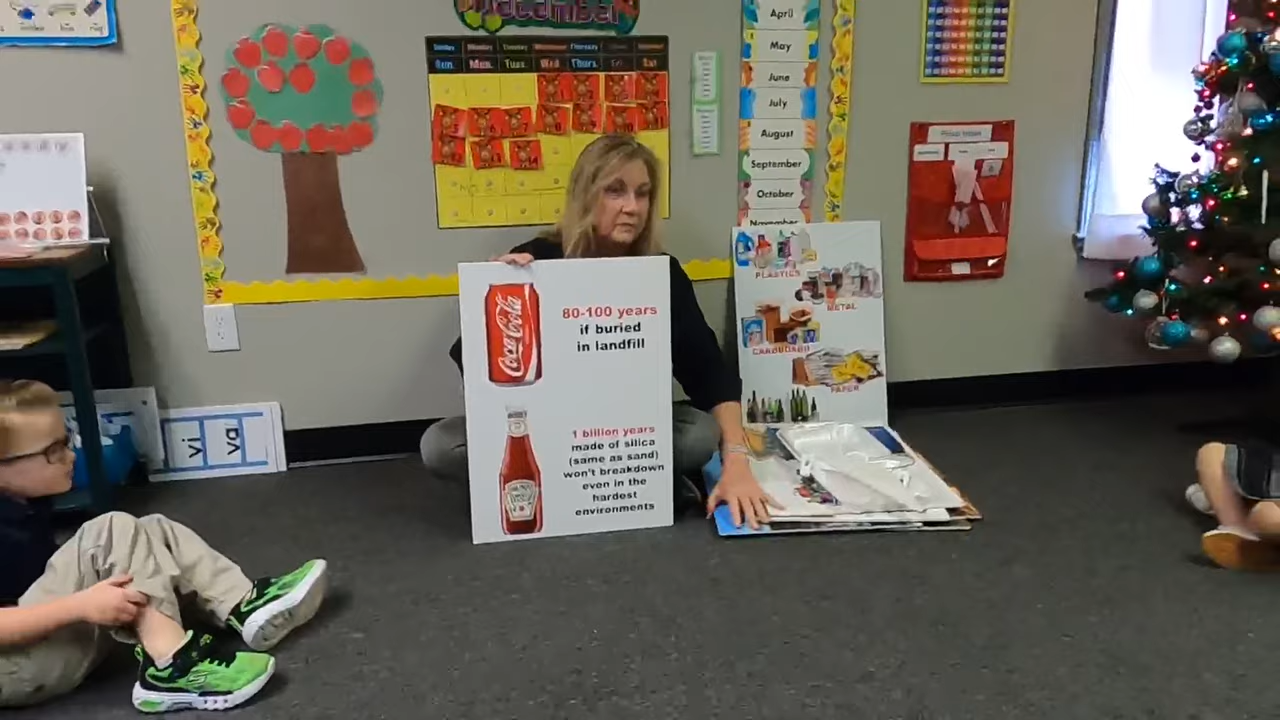 December
Sunday Monday Tuesday Wednesday Thursday
Sun. Mon. Tues. Wed. Thurs. Fri. Sat.
April
May
June
July
August
September
October
November
PLASTICS
METAL
CARDBOARD
PAPER
Coca-Cola
80-100 years
if buried
in landfill
HEINZ
1 billion years
made of silica
(same as sand)
won't breakdown
even in the
hardest
environments
vi
va